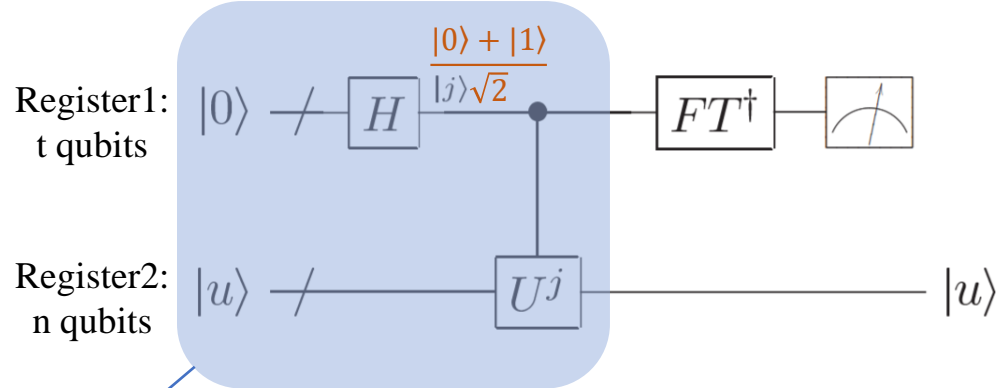 |0⟩ + |1⟩
Register1: |0⟩ H |j⟩ √2 FT†
t qubits
Register2: |u⟩ U^j |u⟩
n qubits